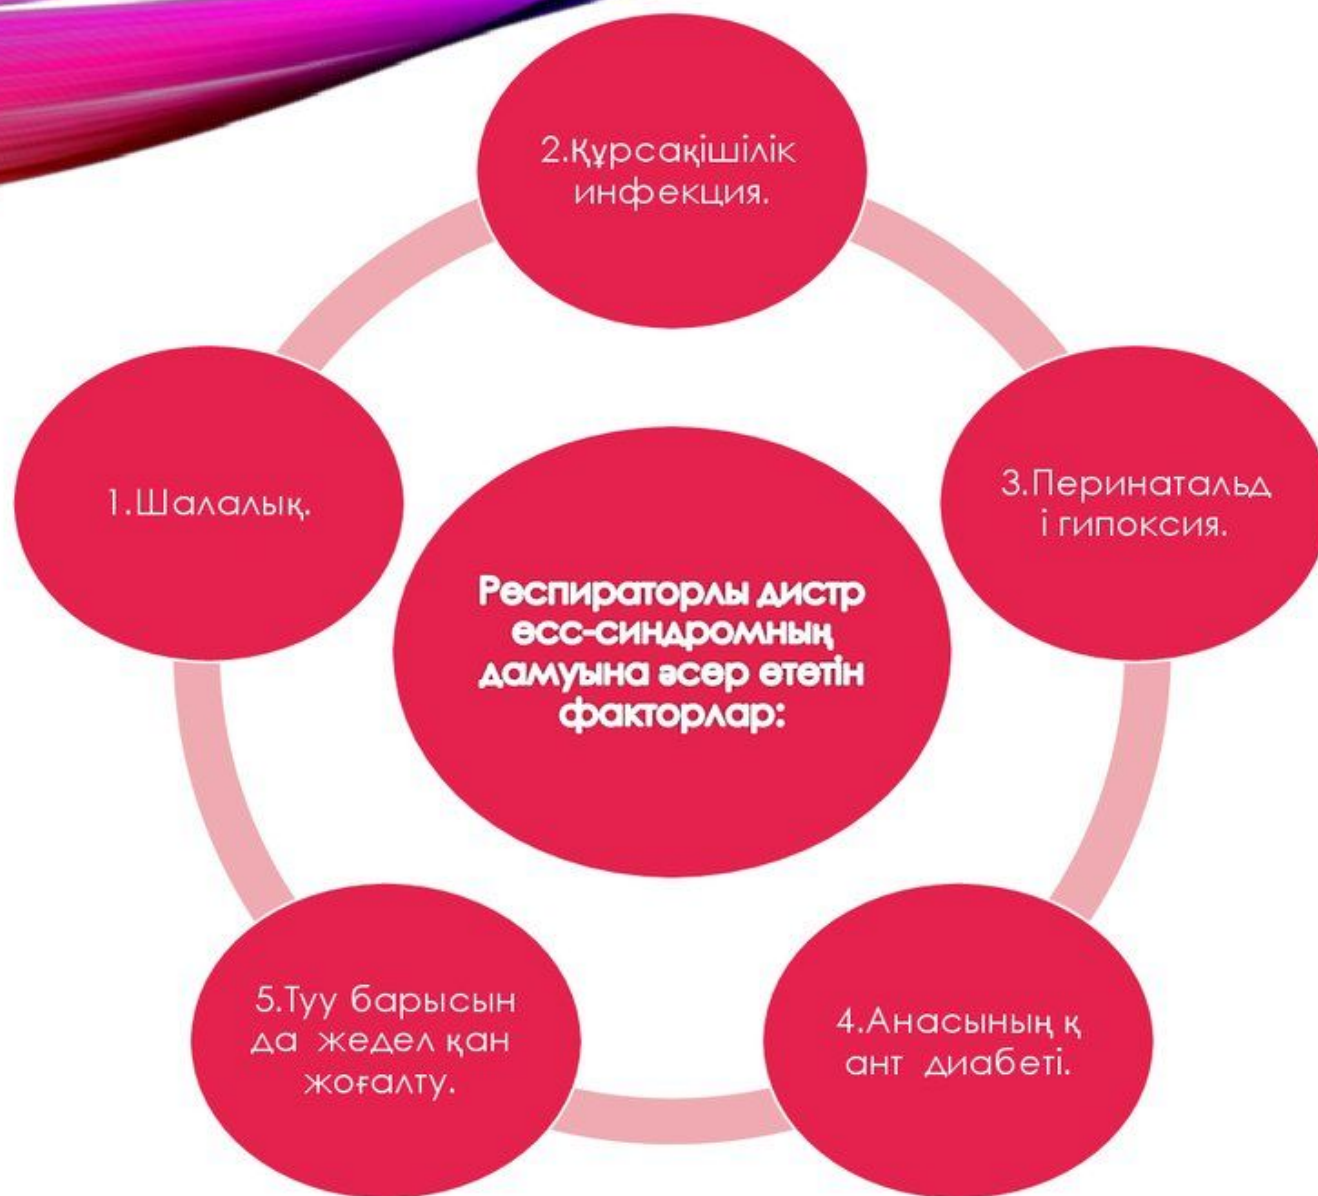 2.Құрсақішілік
инфекция.
1.Шалалық.
3.Перинатальд
і гипоксия.
Респираторлы дистр
есс-синдромның
дамуына әсер ететін
факторлар:
5.Туу барысын
да жедел қан
жоғалту.
4.Анасының қ
ант диабеті.